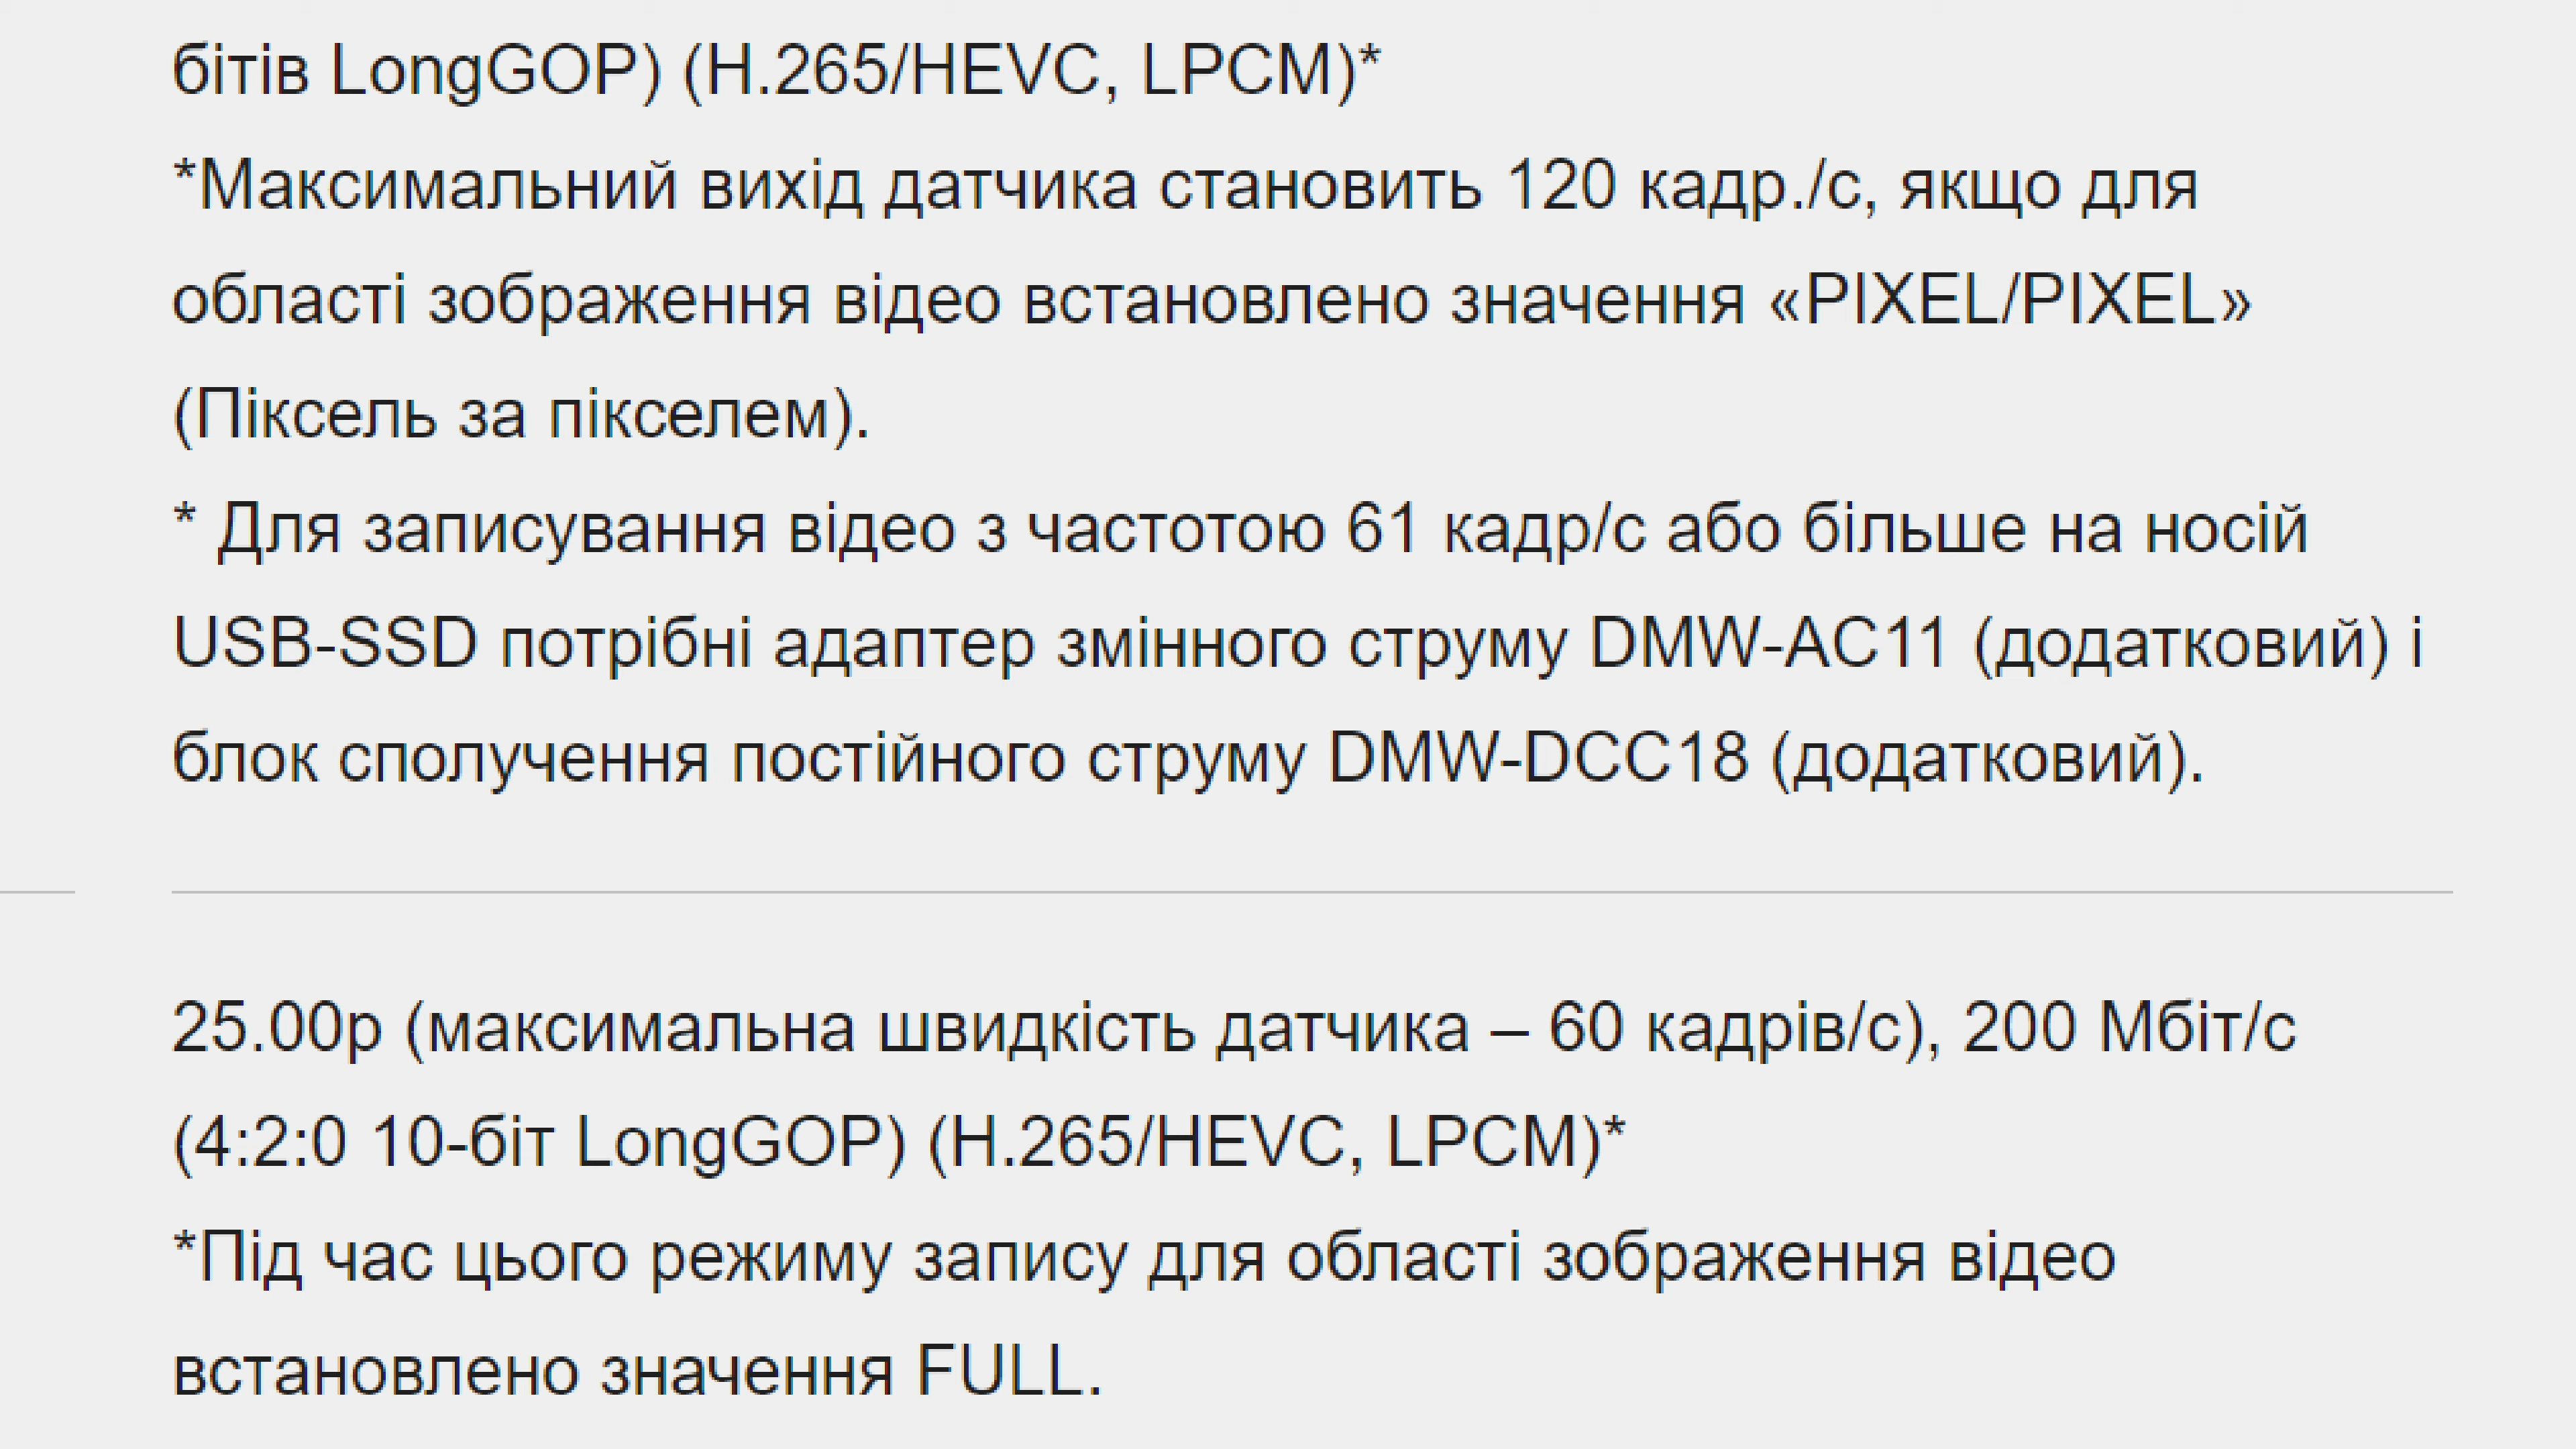 бітів LongGOP) (H.265/HEVC, LPCM)*
*Максимальний вихід датчика становить 120 кадр./с, якщо для
області зображення відео встановлено значення «PIXEL/PIXEL»
(Піксель за пікселем).
* Для записування відео з частотою 61 кадр/с або більше на носій
USB-SSD потрібні адаптер змінного струму DMW-AC11 (додатковий) і
блок сполучення постійного струму DMW-DCC18 (додатковий).
25.00p (максимальна швидкість датчика – 60 кадрів/с), 200 Мбіт/с
(4:2:0 10-біт LongGOP) (H.265/HEVC, LPCM)*
*Під час цього режиму запису для області зображення відео
встановлено значення FULL.